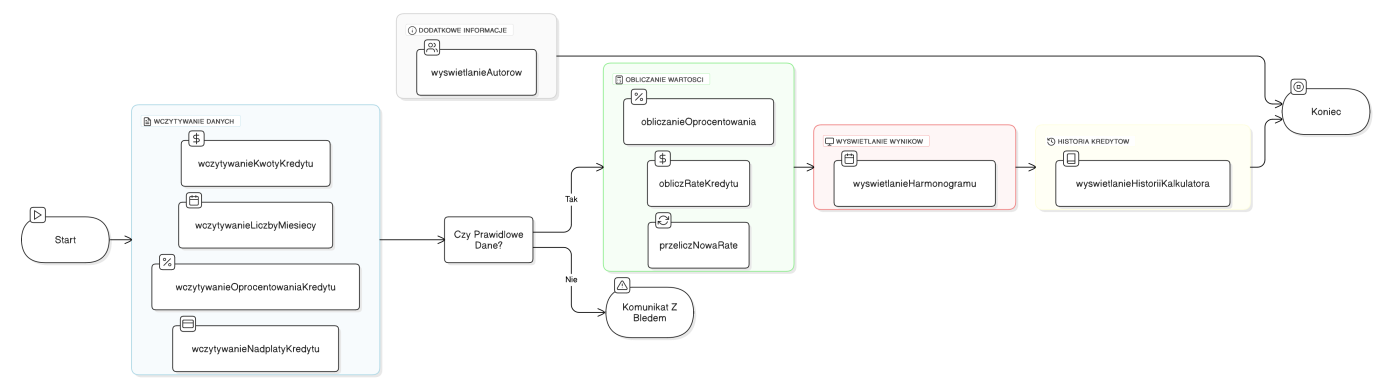 DODATKOWE INFORMACJE
wyswietlanieAutorow
OBLICZANIE WARTOSCI
obliczanieOprocentowania
obliczRateKredytu
przeliczNowaRate
WCZYTYWANIE DANYCH
wczytywanieKwotyKredytu
wczytywanieLiczbyMiesiecy
wczytywanieOprocentowaniaKredytu
wczytywanieNadplatyKredytu
Start
Czy Prawidlowe
Dane?
Tak
Nie
Komunikat Z
Bledem
WYSWIETLANIE WYNIKOW
wyswietlanieHarmonogramu
HISTORIA KREDYTOW
wyswietlanieHistoriiKalkulatora
Koniec